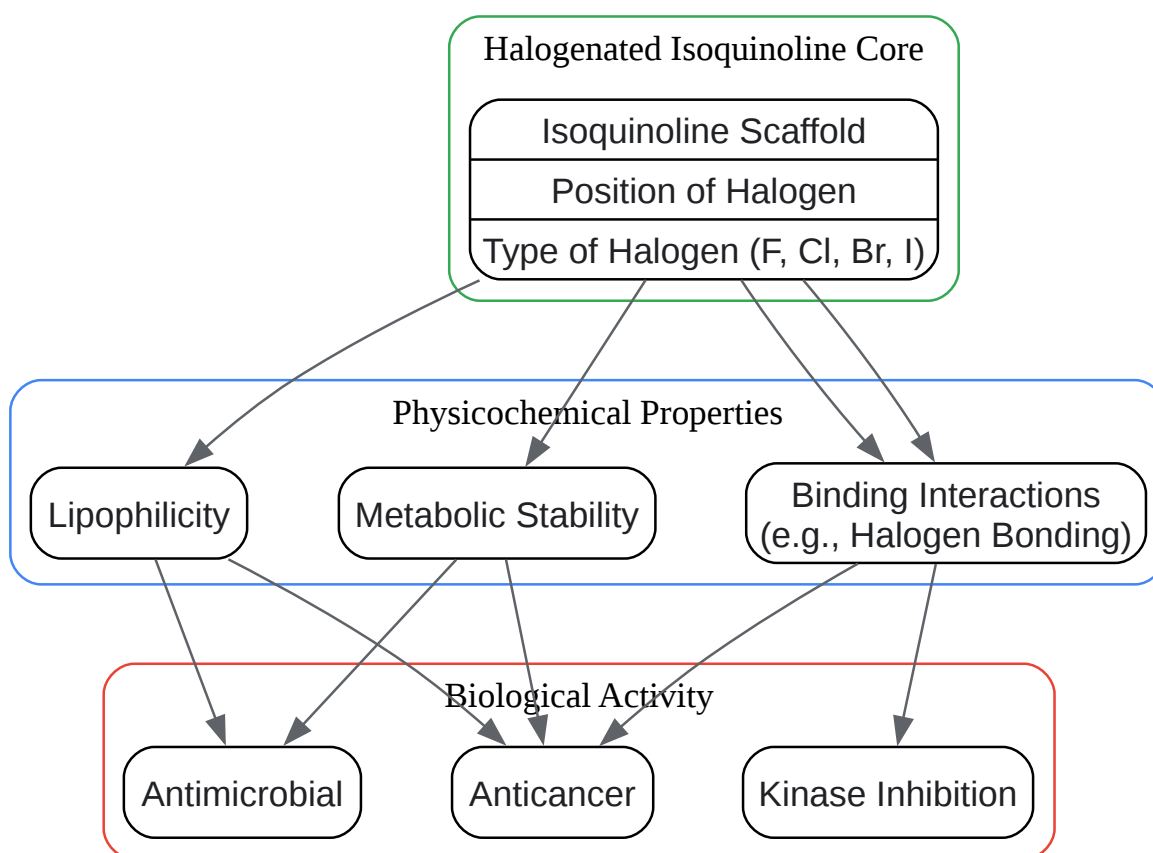 Halogenated Isoquinoline Core
Isoquinoline Scaffold
Position of Halogen
Type of Halogen (F, Cl, Br, I)
Physicochemical Properties
Lipophilicity
Metabolic Stability
Binding Interactions
(e.g., Halogen Bonding)
Biological Activity
Antimicrobial
Anticancer
Kinase Inhibition